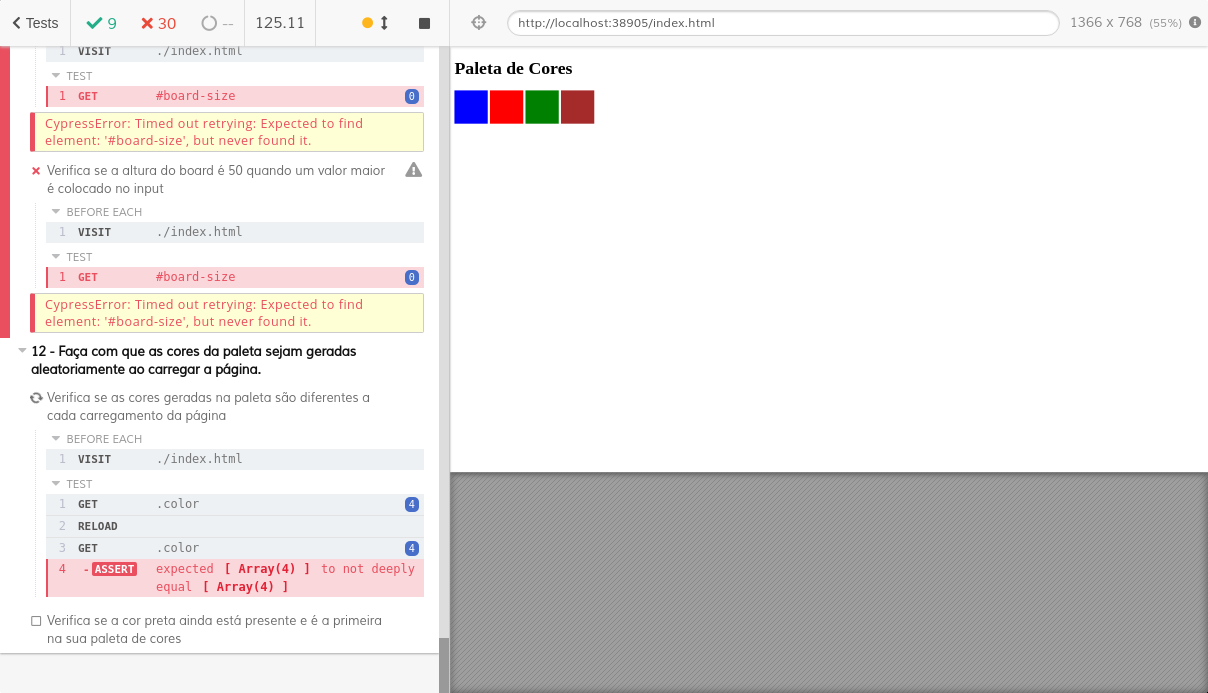 Tests 9 30 -- 125.11 http://localhost:38905/index.html 1366 x 768 (55%)
1 VISIT ./index.html
TEST
1 GET #board-size 0
CypressError: Timed out retrying: Expected to find
element: '#board-size', but never found it.
Verifica se a altura do board é 50 quando um valor maior
é colocado no input
BEFORE EACH
1 VISIT ./index.html
TEST
1 GET #board-size 0
CypressError: Timed out retrying: Expected to find
element: '#board-size', but never found it.
12 - Faça com que as cores da paleta sejam geradas
aleatoriamente ao carregar a página.
Verifica se as cores geradas na paleta são diferentes a
cada carregamento da página
BEFORE EACH
1 VISIT ./index.html
TEST
1 GET .color 4
2 RELOAD
3 GET .color 4
4 - ASSERT expected [ Array(4) ] to not deeply
equal [ Array(4) ]
Verifica se a cor preta ainda está presente e é a primeira
na sua paleta de cores
Paleta de Cores